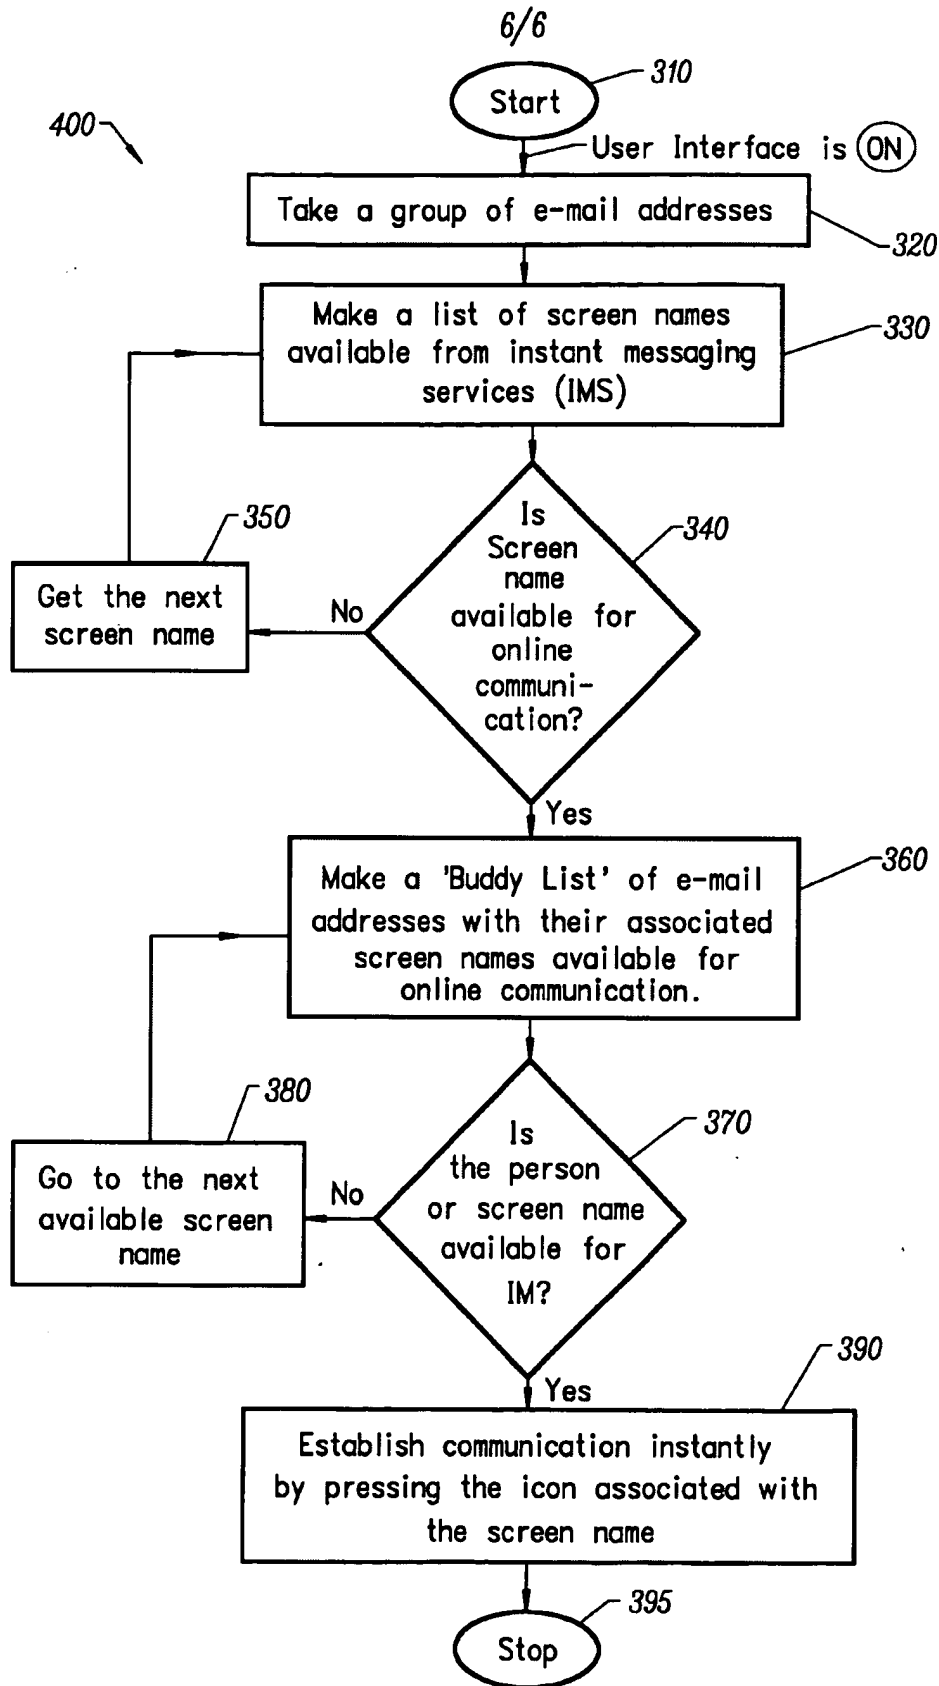 6/6
310
Start
400
User Interface is ON
Take a group of e-mail addresses
320
Make a list of screen names
available from instant messaging
services (IMS)
330
350
Get the next
screen name
No
Is
Screen
name
available for
online
communi-
cation?
340
Yes
Make a 'Buddy List' of e-mail
addresses with their associated
screen names available for
online communication.
360
380
Go to the next
available screen
name
No
Is
the person
or screen name
available for
IM?
370
Yes
390
Establish communication instantly
by pressing the icon associated with
the screen name
395
Stop